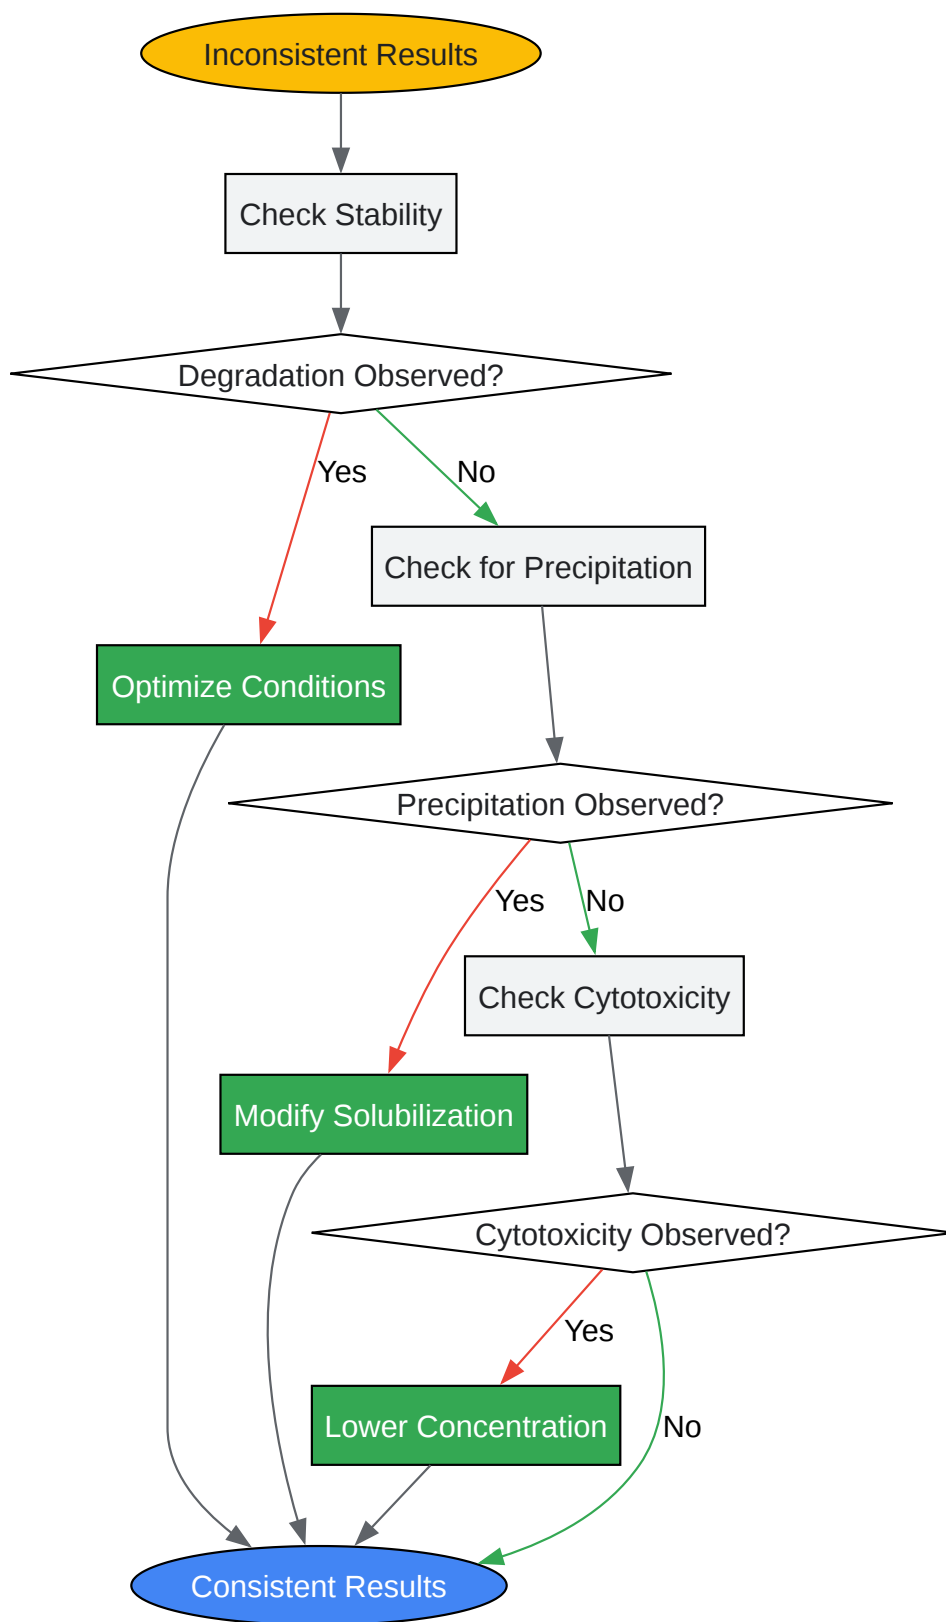 Inconsistent Results
Check Stability
Degradation Observed?
Yes
No
Check for Precipitation
Optimize Conditions
Precipitation Observed?
Yes
No
Check Cytotoxicity
Modify Solubilization
Cytotoxicity Observed?
Yes
Lower Concentration
No
Consistent Results